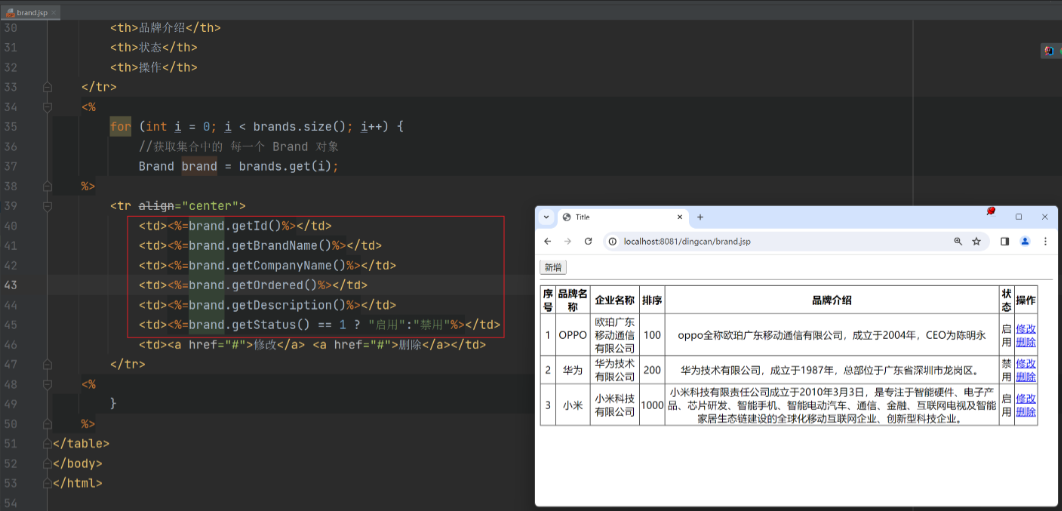 brand.jsp
30 <th>品牌介绍</th>
31 <th>状态</th>
32 <th>操作</th>
33 </tr>
34 <%
35 for (int i = 0; i < brands.size(); i++) {
36 //获取集合中的 每一个 Brand 对象
37 Brand brand = brands.get(i);
38 %>
39 <tr align="center">
40 <td><%=brand.getId()%></td>
41 <td><%=brand.getBrandName()%></td>
42 <td><%=brand.getCompanyName()%></td>
43 <td><%=brand.getOrdered()%></td>
44 <td><%=brand.getDescription()%></td>
45 <td><%=brand.getStatus() == 1 ? "启用":"禁用"%></td>
46 <td><a href="#">修改</a> <a href="#">删除</a></td>
47 </tr>
48 <%
49 }
50 %>
51 </table>
52 </body>
53 </html>
54
Title
localhost:8081/dingcan/brand.jsp
新增
序号 品牌名称 企业名称 排序 品牌介绍 状态 操作
1 OPPO 欧珀广东移动通信有限公司 100 oppo全称欧珀广东移动通信有限公司，成立于2004年，CEO为陈明永 启用 修改 删除
2 华为 华为技术有限公司 200 华为技术有限公司，成立于1987年，总部位于广东省深圳市龙岗区。 禁用 修改 删除
3 小米 小米科技有限公司 1000 小米科技有限责任公司成立于2010年3月3日，是专注于智能硬件、电子产品、芯片研发、智能手机、智能电动汽车、通信、金融、互联网电视及智能家居生态链建设的全球化移动互联网企业、创新型科技企业。 启用 修改 删除